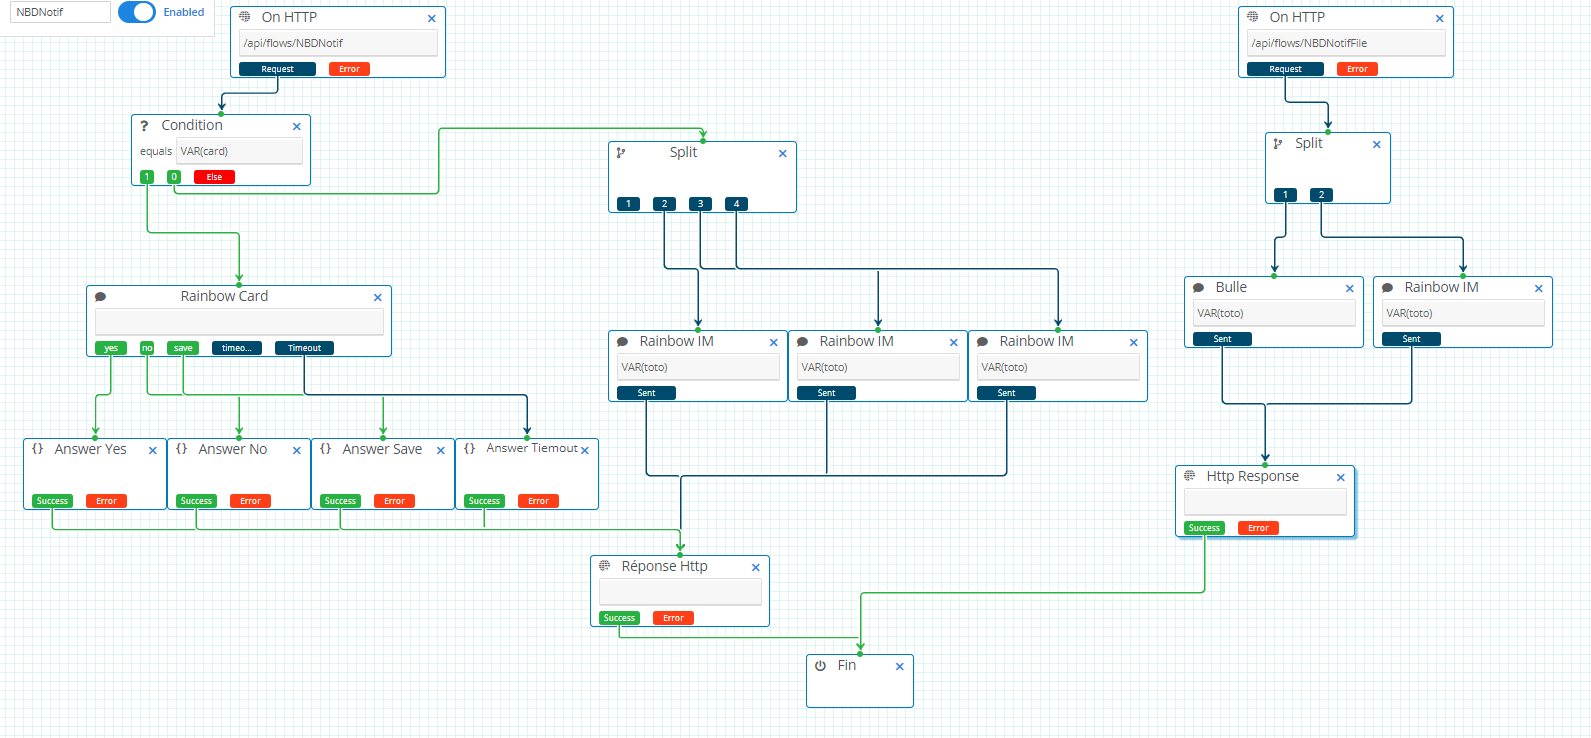 NBDNotif
Enabled
On HTTP
/api/flows/NBDNotif
Request Error
On HTTP
/api/flows/NBDNotifFile
Request Error
Condition
equals VAR(card)
1 0 Else
Split
1 2 3 4
Split
1 2
Rainbow Card
yes no save timeo... Timeout
Rainbow IM
VAR(toto)
Sent
Rainbow IM
VAR(toto)
Sent
Rainbow IM
VAR(toto)
Sent
Bulle
VAR(toto)
Sent
Rainbow IM
VAR(toto)
Sent
Answer Yes
Success Error
Answer No
Success Error
Answer Save
Success Error
Answer Tiemout
Success Error
Http Response
Success Error
Réponse Http
Success Error
Fin